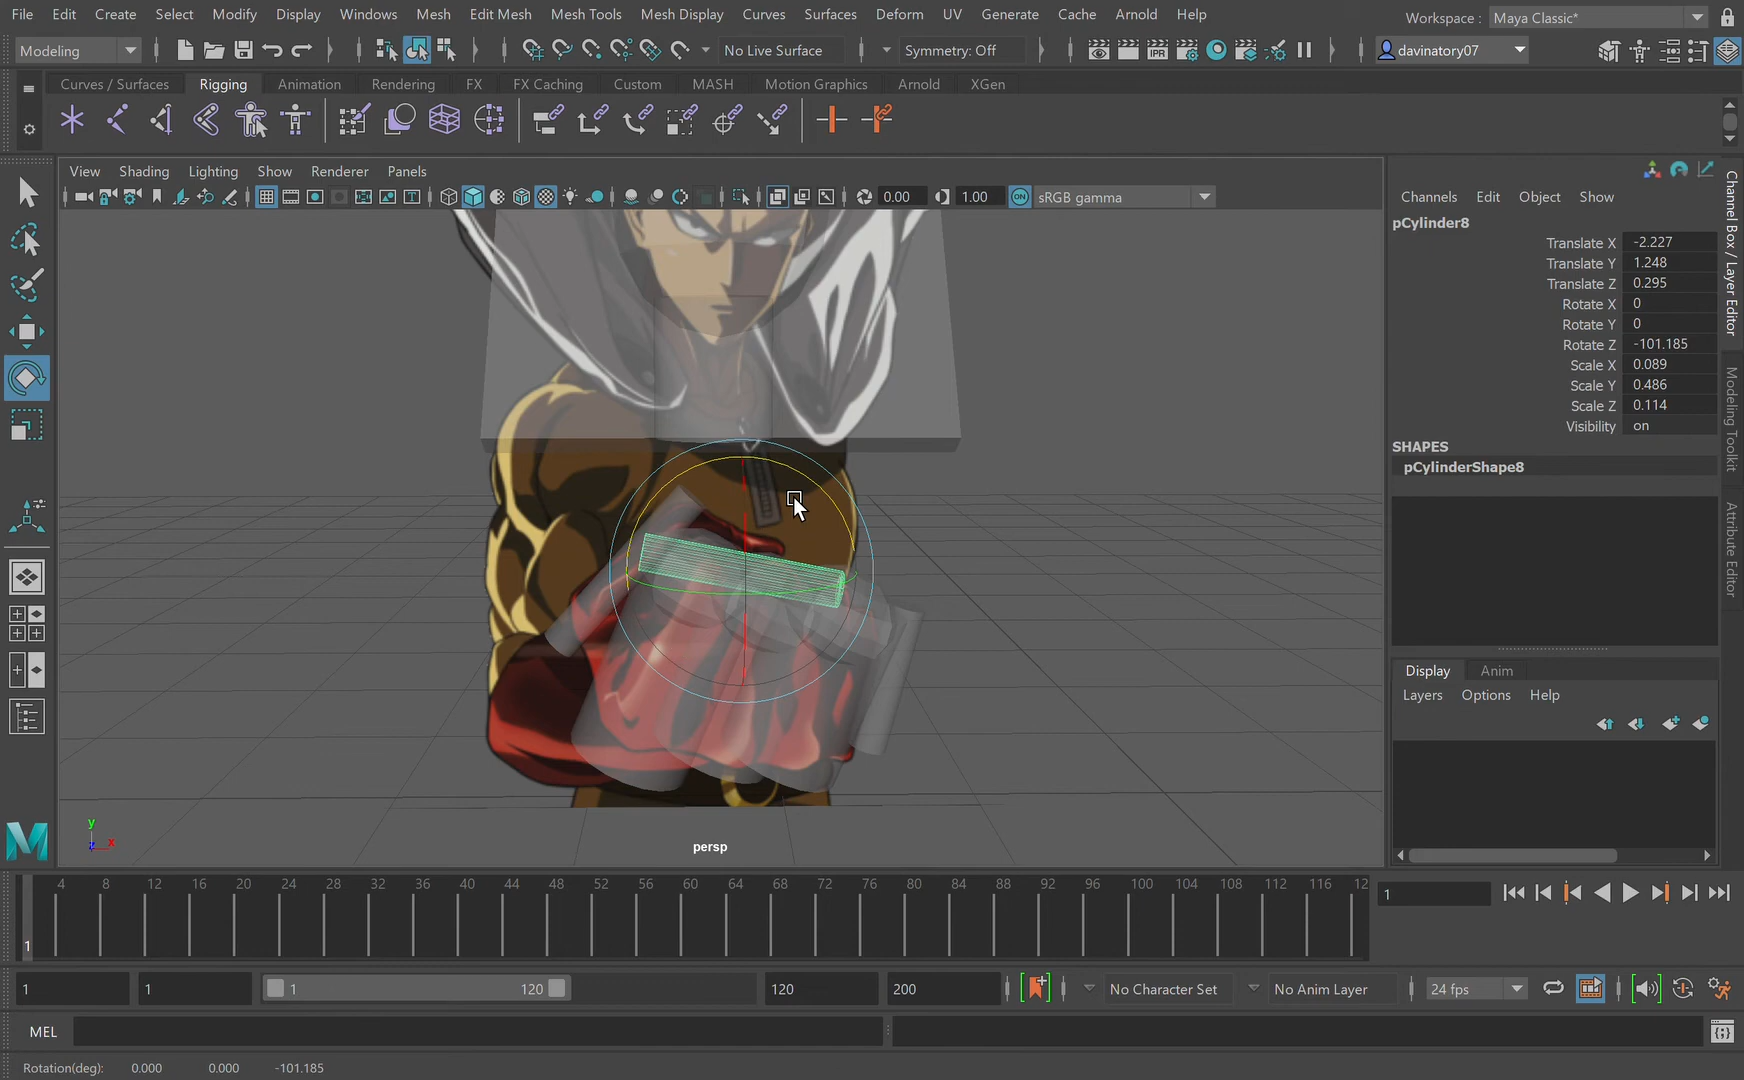 File Edit Create Select Modify Display Windows Mesh Edit Mesh Mesh Tools Mesh Display Curves Surfaces Deform UV Generate Cache Arnold Help Workspace : Maya Classic*
Modeling No Live Surface Symmetry: Off davinatory07
Curves / Surfaces Rigging Animation Rendering FX FX Caching Custom MASH Motion Graphics Arnold XGen
View Shading Lighting Show Renderer Panels
IPR
0.00 1.00 ON sRGB gamma
Channels Edit Object Show
pCylinder8
Translate X -2.227
Translate Y 1.248
Translate Z 0.295
Rotate X 0
Rotate Y 0
Rotate Z -101.185
Scale X 0.089
Scale Y 0.486
Scale Z 0.114
Visibility on
SHAPES
pCylinderShape8
Channel Box / Layer Editor
Modeling Toolkit
Attribute Editor
Display Anim
Layers Options Help
y
z x
persp
4 8 12 16 20 24 28 32 36 40 44 48 52 56 60 64 68 72 76 80 84 88 92 96 100 104 108 112 116 12
1
1
1 1 1 120 120 200 No Character Set No Anim Layer 24 fps
MEL
Rotation(deg): 0.000 0.000 -101.185